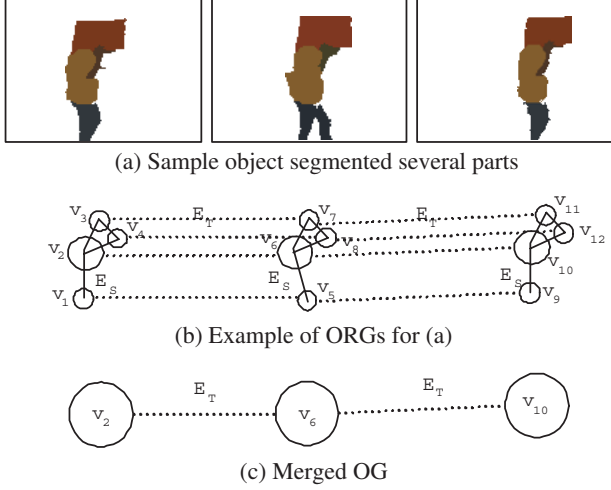 (a) Sample object segmented several parts
v3 ET v7 ET v11
v4 v6 v8 v12
v2 v10
ES ES ES
v1 v5 v9
(b) Example of ORGs for (a)
ET ET
v2 v6 v10
(c) Merged OG